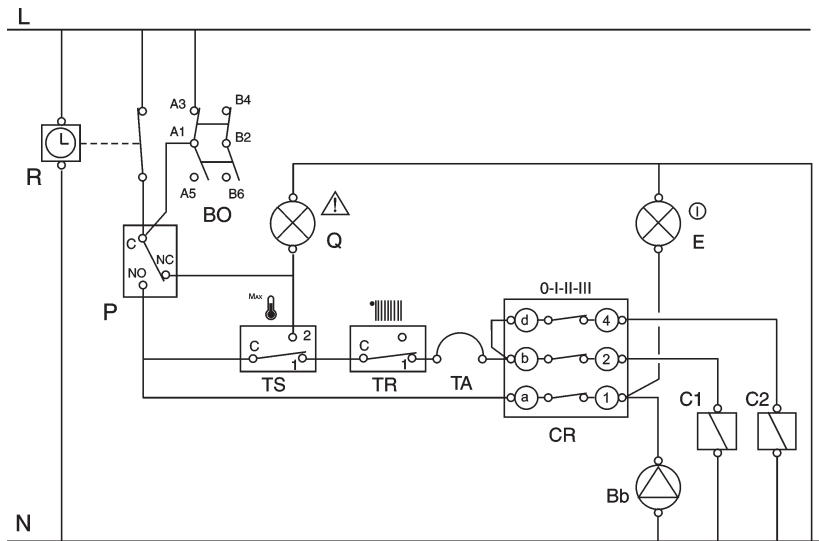 L
A3
B4
A1
B2
R
A5
B6
BO
Q
I
E
C
NC
NO
P
MAX
0-I-II-III
C
2
1
TS
C
1
TR
TA
d
4
b
2
a
1
CR
C1
C2
Bb
N